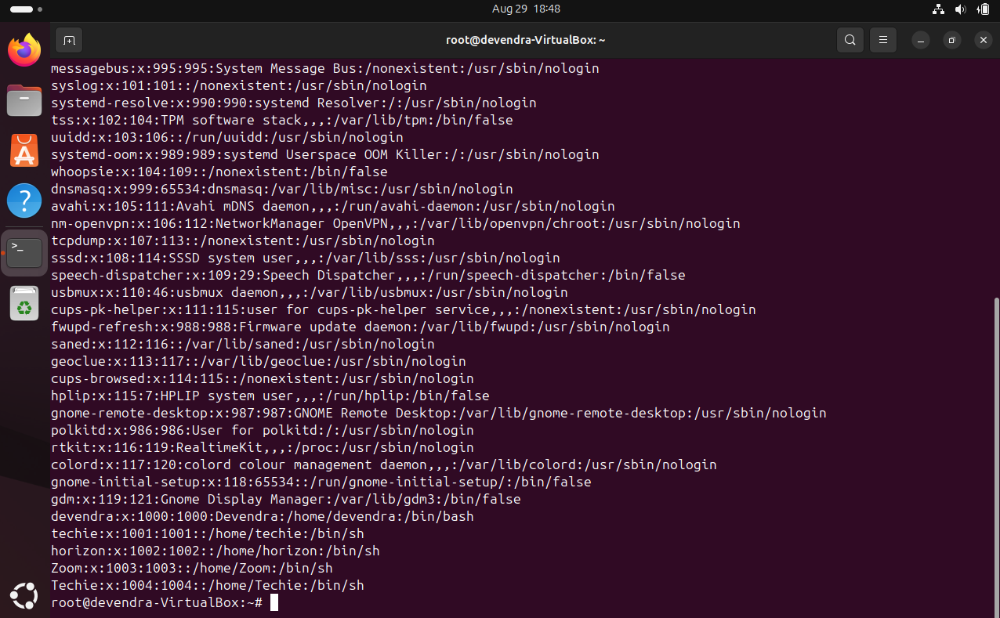 Aug 29 18:48
root@devendra-VirtualBox: ~
messagebus:x:995:995:System Message Bus:/nonexistent:/usr/sbin/nologin
syslog:x:101:101::/nonexistent:/usr/sbin/nologin
systemd-resolve:x:990:990:systemd Resolver:/:/usr/sbin/nologin
tss:x:102:104:TPM software stack,,,:/var/lib/tpm:/bin/false
uuidd:x:103:106::/run/uuidd:/usr/sbin/nologin
systemd-oom:x:989:989:systemd Userspace OOM Killer:/:/usr/sbin/nologin
whoopsie:x:104:109::/nonexistent:/bin/false
dnsmasq:x:999:65534:dnsmasq:/var/lib/misc:/usr/sbin/nologin
avahi:x:105:111:Avahi mDNS daemon,,,:/run/avahi-daemon:/usr/sbin/nologin
nm-openvpn:x:106:112:NetworkManager OpenVPN,,,:/var/lib/openvpn/chroot:/usr/sbin/nologin
tcpdump:x:107:113::/nonexistent:/usr/sbin/nologin
sssd:x:108:114:SSSD system user,,,:/var/lib/sss:/usr/sbin/nologin
speech-dispatcher:x:109:29:Speech Dispatcher,,,:/run/speech-dispatcher:/bin/false
usbmux:x:110:46:usbmux daemon,,,:/var/lib/usbmux:/usr/sbin/nologin
cups-pk-helper:x:111:115:user for cups-pk-helper service,,,:/nonexistent:/usr/sbin/nologin
fwupd-refresh:x:988:988:Firmware update daemon:/var/lib/fwupd:/usr/sbin/nologin
saned:x:112:116::/var/lib/saned:/usr/sbin/nologin
geoclue:x:113:117::/var/lib/geoclue:/usr/sbin/nologin
cups-browsed:x:114:115::/nonexistent:/usr/sbin/nologin
hplip:x:115:7:HPLIP system user,,,:/run/hplip:/bin/false
gnome-remote-desktop:x:987:987:GNOME Remote Desktop:/var/lib/gnome-remote-desktop:/usr/sbin/nologin
polkitd:x:986:986:User for polkitd:/:/usr/sbin/nologin
rtkit:x:116:119:RealtimeKit,,,:/proc:/usr/sbin/nologin
colord:x:117:120:colord colour management daemon,,,:/var/lib/colord:/usr/sbin/nologin
gnome-initial-setup:x:118:65534::/run/gnome-initial-setup/:/bin/false
gdm:x:119:121:Gnome Display Manager:/var/lib/gdm3:/bin/false
devendra:x:1000:1000:Devendra:/home/devendra:/bin/bash
techie:x:1001:1001::/home/techie:/bin/sh
horizon:x:1002:1002::/home/horizon:/bin/sh
Zoom:x:1003:1003::/home/Zoom:/bin/sh
Techie:x:1004:1004::/home/Techie:/bin/sh
root@devendra-VirtualBox:~#